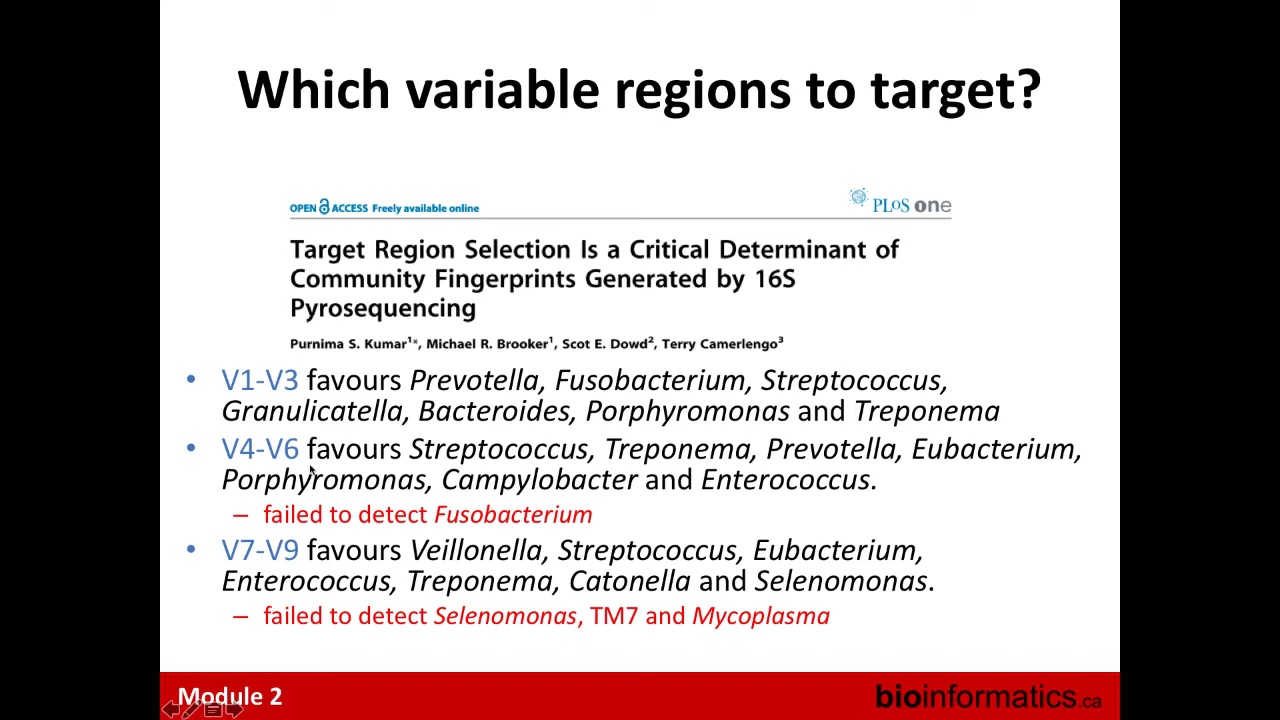 Which variable regions to target?
OPEN ACCESS Freely available online
PLoS one
Target Region Selection Is a Critical Determinant of
Community Fingerprints Generated by 16S
Pyrosequencing
Purnima S. Kumar1*, Michael R. Brooker1, Scot E. Dowd2, Terry Camerlengo3
• V1-V3 favours Prevotella, Fusobacterium, Streptococcus,
Granulicatella, Bacteroides, Porphyromonas and Treponema
• V4-V6 favours Streptococcus, Treponema, Prevotella, Eubacterium,
Porphyromonas, Campylobacter and Enterococcus.
– failed to detect Fusobacterium
• V7-V9 favours Veillonella, Streptococcus, Eubacterium,
Enterococcus, Treponema, Catonella and Selenomonas.
– failed to detect Selenomonas, TM7 and Mycoplasma
Module 2
bioinformatics.ca